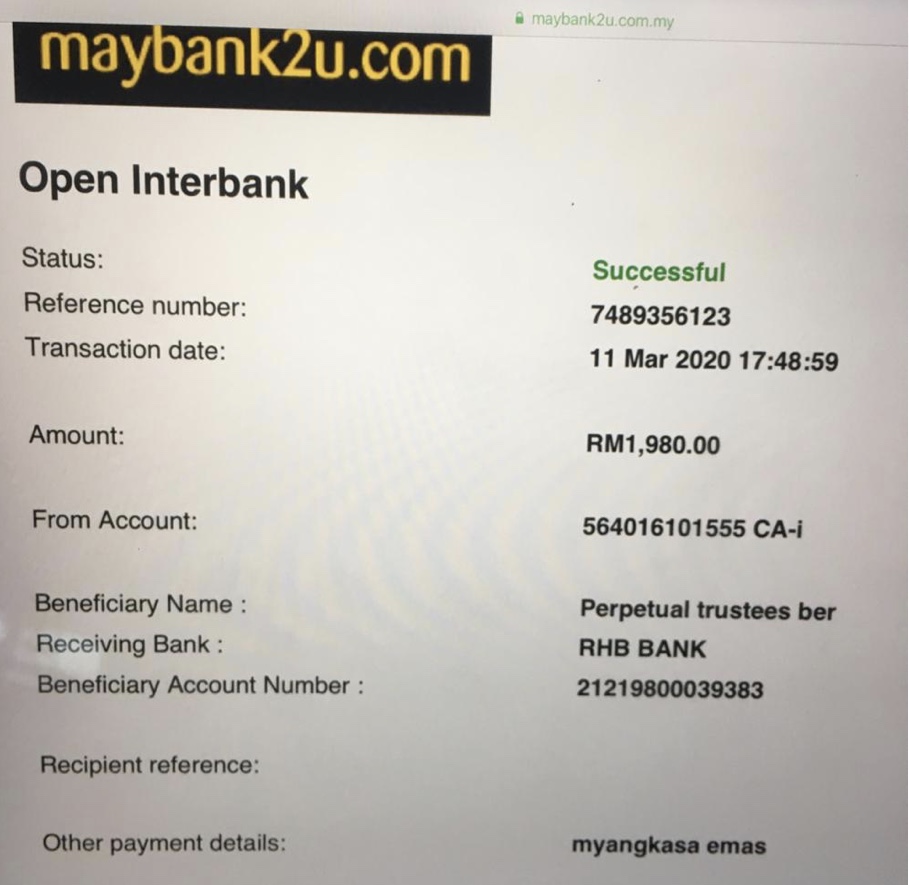 maybank2u.com.my
maybank2u.com
Open Interbank
Status: Successful
Reference number: 7489356123
Transaction date: 11 Mar 2020 17:48:59
Amount: RM1,980.00
From Account: 564016101555 CA-i
Beneficiary Name : Perpetual trustees ber
Receiving Bank : RHB BANK
Beneficiary Account Number : 21219800039383
Recipient reference:
Other payment details: myangkasa emas